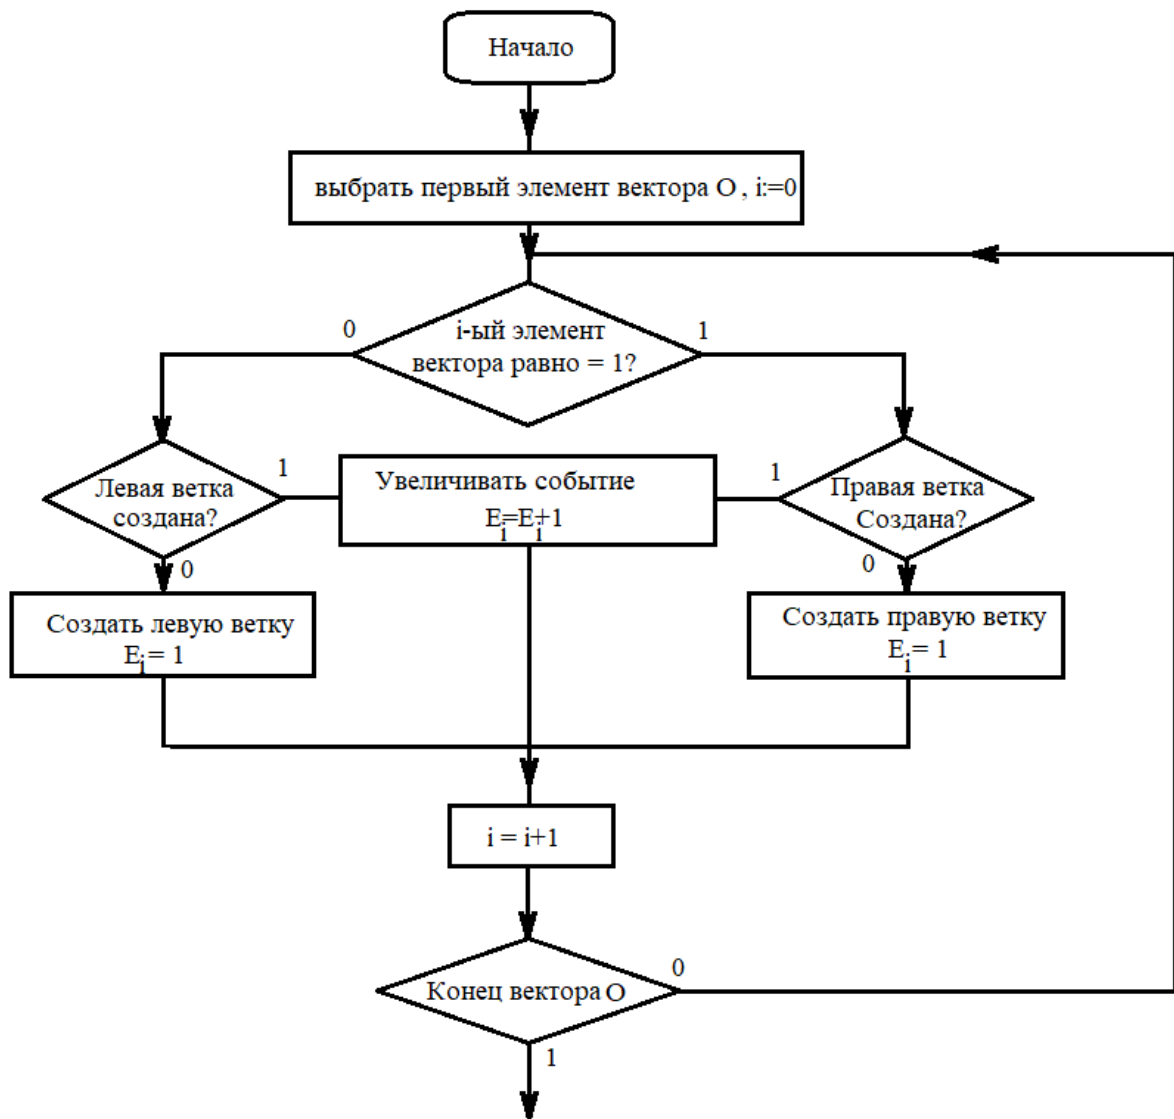 Начало
выбрать первый элемент вектора O , i:=0
0
i-ый элемент
вектора равно = 1?
1
Левая ветка
создана?
1
Увеличивать событие
Ei=Ei+1
1
Правая ветка
Создана?
0
0
Создать левую ветку
Ei= 1
Создать правую ветку
Ei= 1
i = i+1
Конец вектора O
0
1